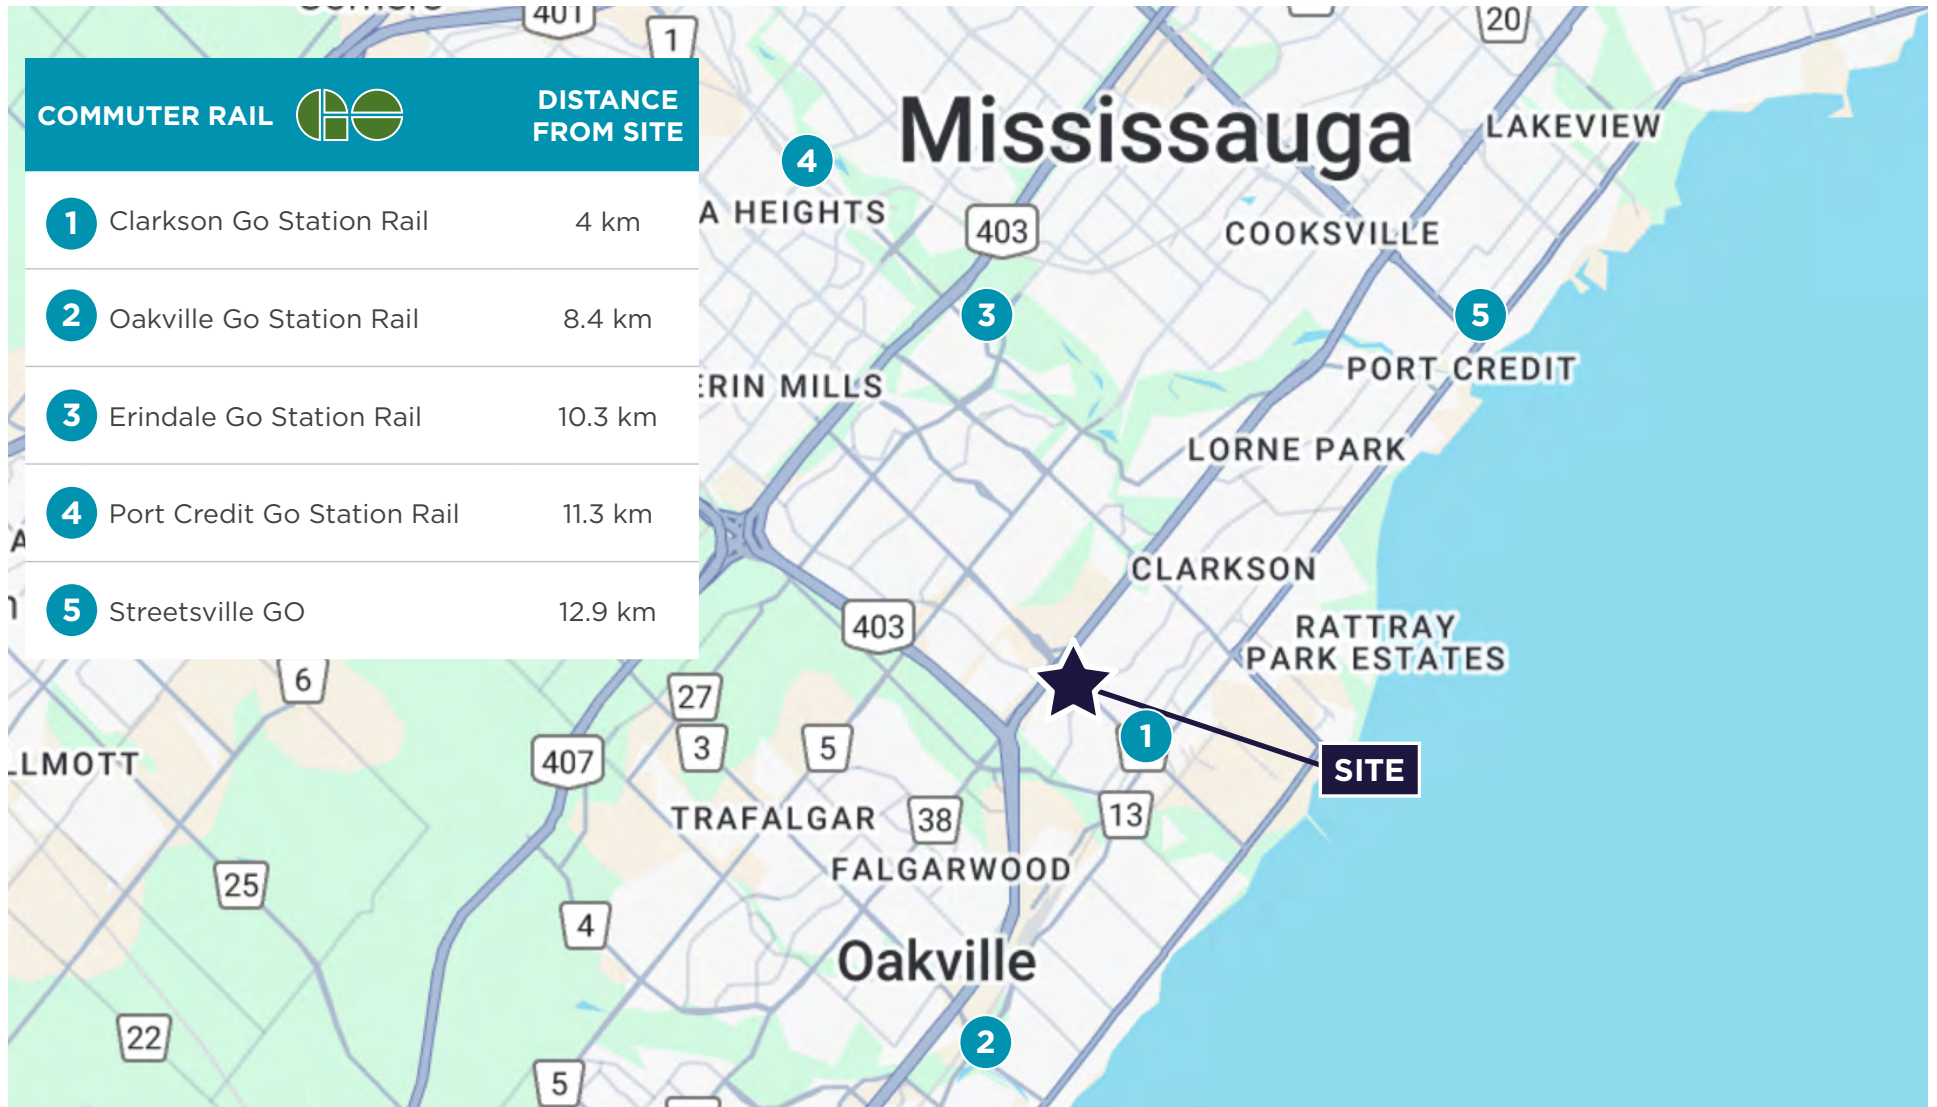 401
1
20
COMMUTER RAIL GO
DISTANCE
FROM SITE
1 Clarkson Go Station Rail 4 km
2 Oakville Go Station Rail 8.4 km
3 Erindale Go Station Rail 10.3 km
4 Port Credit Go Station Rail 11.3 km
5 Streetsville GO 12.9 km
Mississauga
LAKEVIEW
4
A HEIGHTS
403
COOKSVILLE
3
5
PORT CREDIT
ERIN MILLS
LORNE PARK
CLARKSON
403
RATTRAY
PARK ESTATES
6
27
3
5
1
SITE
407
LLMOTT
TRAFALGAR
38
13
FALGARWOOD
25
4
Oakville
22
2
5